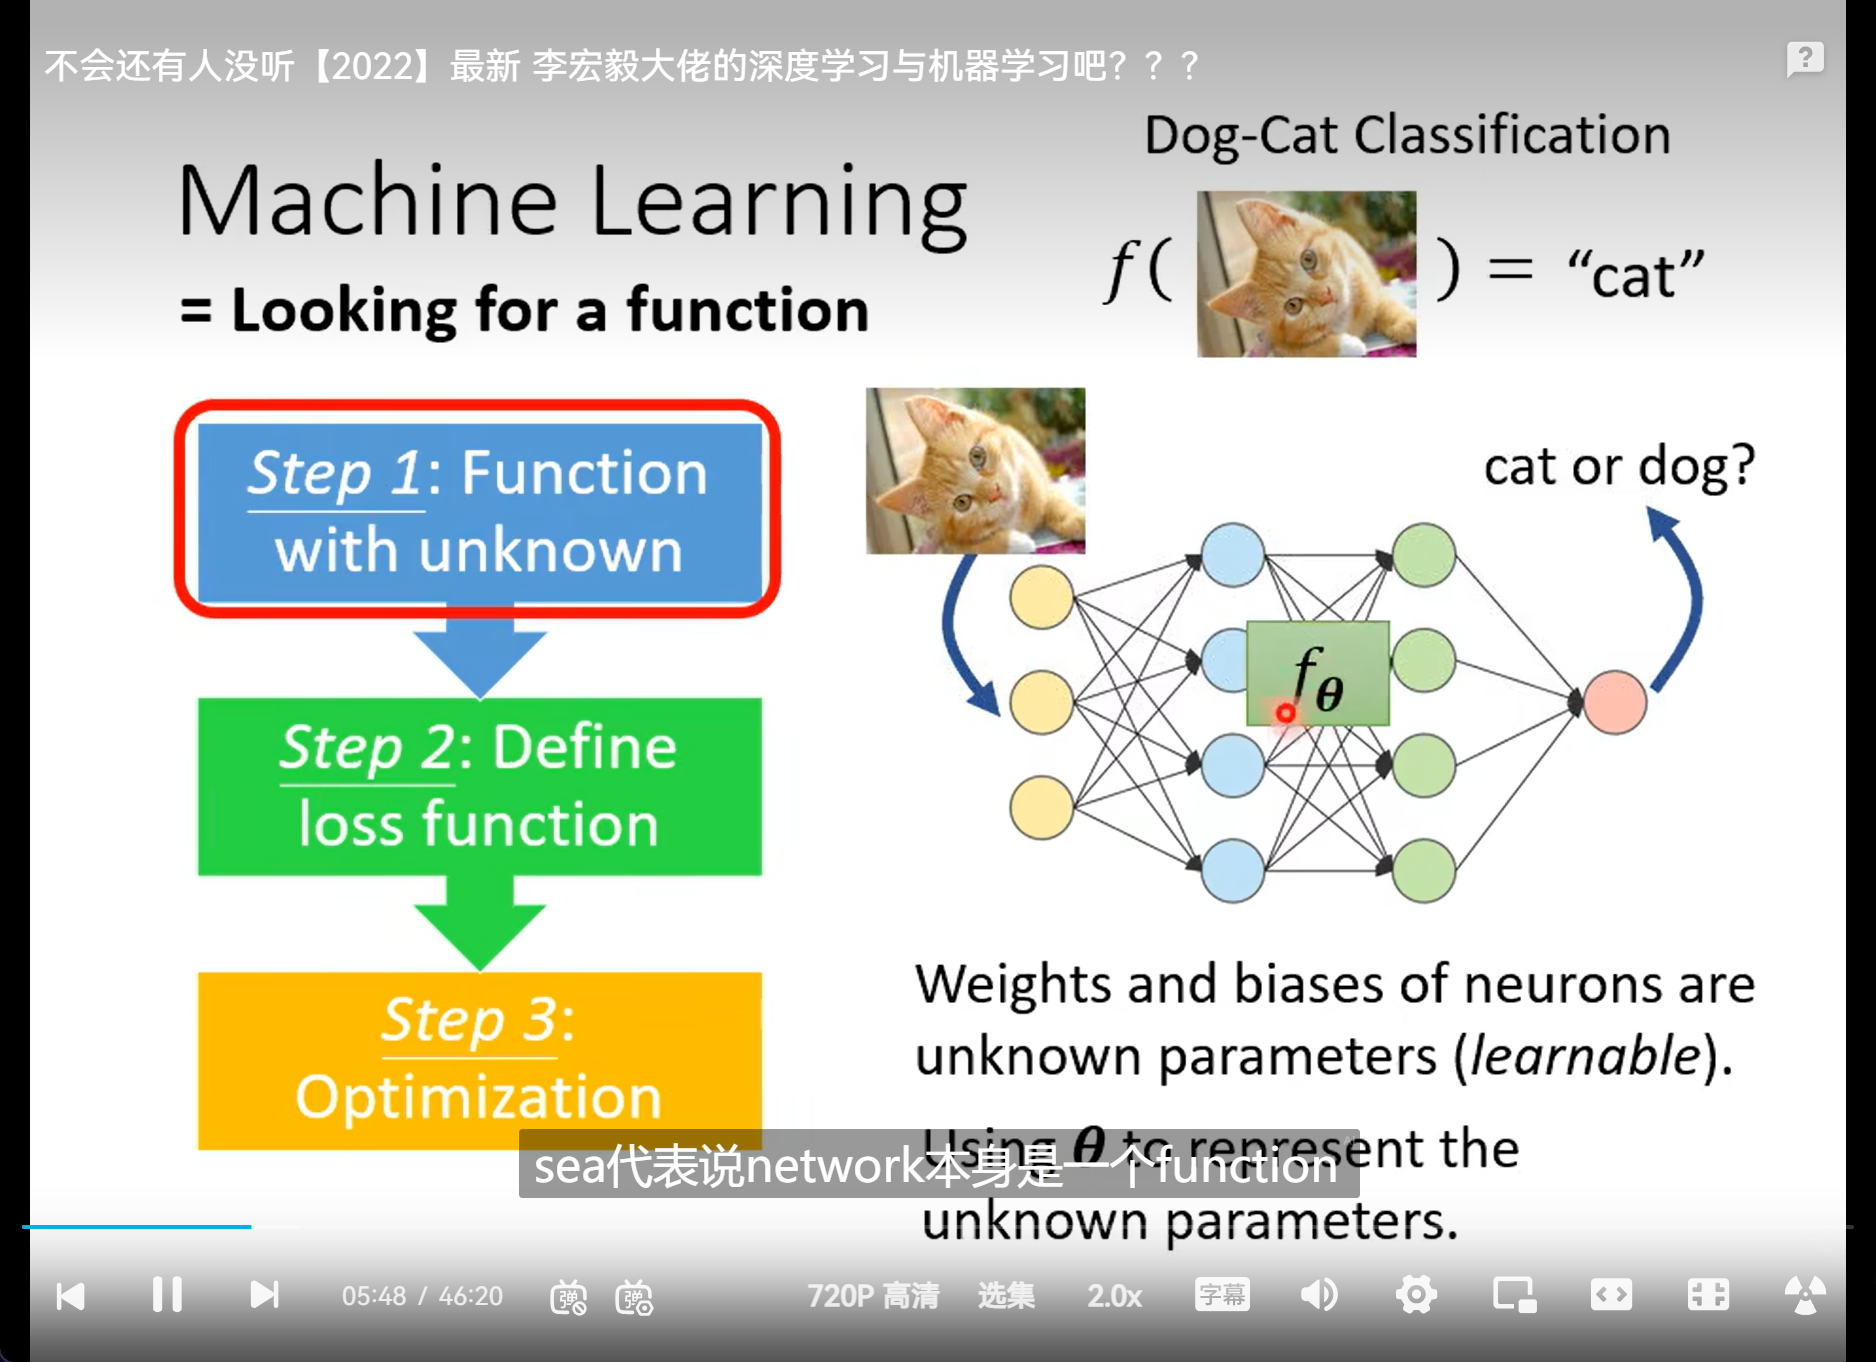 不会还有人没听【2022】最新 李宏毅大佬的深度学习与机器学习吧？？？
Machine Learning
= Looking for a function
Dog-Cat Classification
f( ) = “cat”
Step 1: Function
with unknown
Step 2: Define
loss function
Step 3:
Optimization
cat or dog?
fθ
Weights and biases of neurons are
unknown parameters (learnable).
Using θ to represent the
unknown parameters.
sea代表说network本身是一个function
05:48 / 46:20
弹
弹
720P 高清
选集
2.0x
字幕